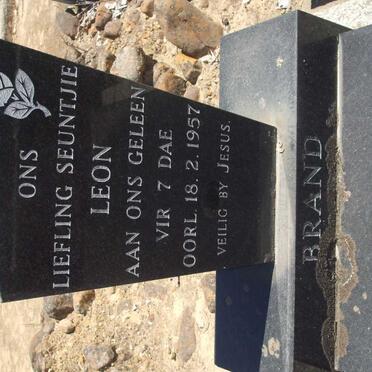 ONS
LIEFLING SEUNTJIE
LEON
AAN ONS GELEEN
VIR 7 DAE
OORL. 18. 2. 1957
VEILIG BY JESUS.
BRAND